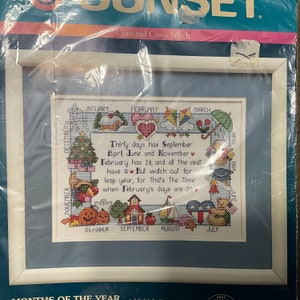 SUNSET
Counted Cross Stitch
JANUARY FEBRUARY MARCH
DECEMBER
Thirty days has September
April, June and November
February has 28, and all the rest
have 31 But watch out for
leap year, for that's the time
when February's days are 29
NOVEMBER
OCTOBER SEPTEMBER AUGUST JULY
MONTHS OF THE YEAR